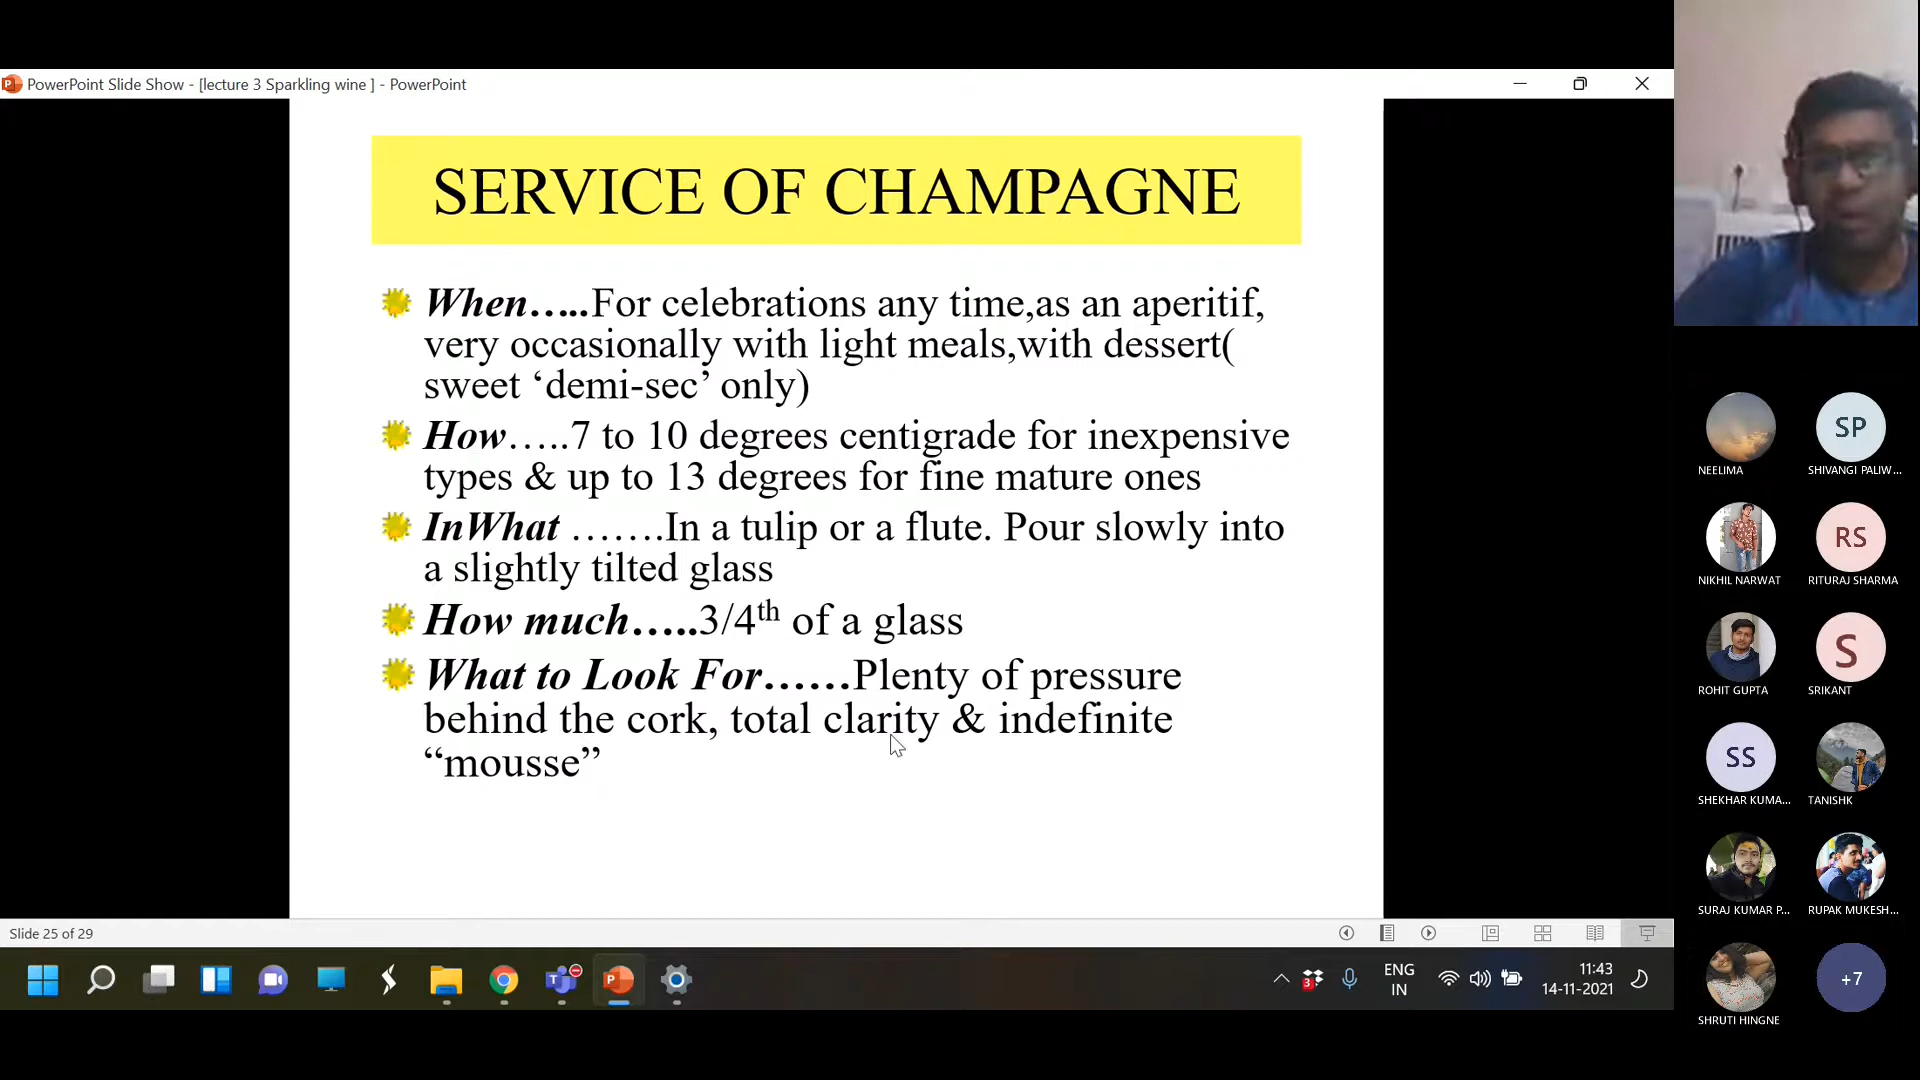 PowerPoint Slide Show - [lecture 3 Sparkling wine ] - PowerPoint
SERVICE OF CHAMPAGNE
When…..For celebrations any time,as an aperitif,
very occasionally with light meals,with dessert(
sweet ‘demi-sec’ only)
How…..7 to 10 degrees centigrade for inexpensive
types & up to 13 degrees for fine mature ones
InWhat …….In a tulip or a flute. Pour slowly into
a slightly tilted glass
How much…..3/4th of a glass
What to Look For……Plenty of pressure
behind the cork, total clarity & indefinite
“mousse”
Slide 25 of 29
3
ENG
IN
11:43
14-11-2021
SP
NEELIMA
SHIVANGI PALIW...
RS
NIKHIL NARWAT
RITURAJ SHARMA
S
ROHIT GUPTA
SRIKANT
SS
SHEKHAR KUMA...
TANISHK
SURAJ KUMAR P...
RUPAK MUKESH...
+7
SHRUTI HINGNE